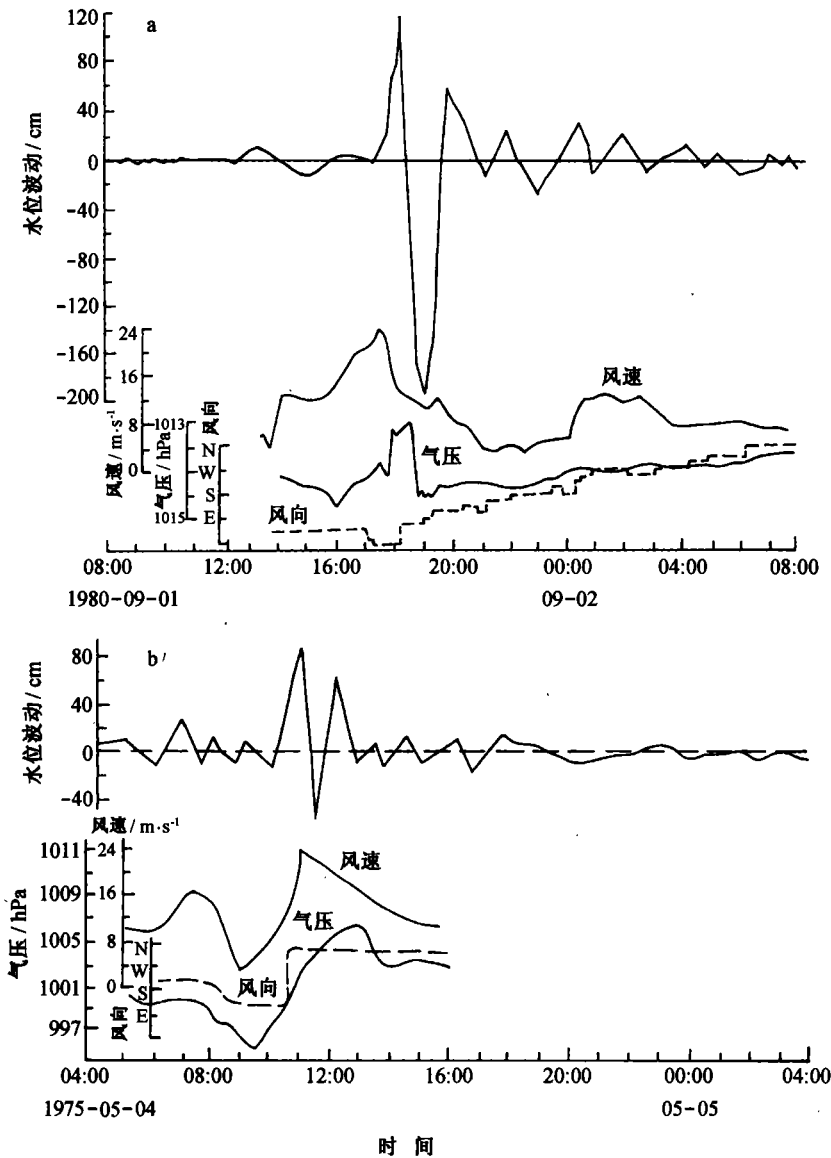 a
120
80
40
0
-40
-80
-120
-160
-200
水位波动/cm
24
16
8
0
风速/m·s⁻¹
1013
1015
气压/hPa
风向
N
W
S
E
风速
气压
风向
08:00 12:00 16:00 20:00 00:00 04:00 08:00
1980-09-01 09-02
b
80
40
0
-40
水位波动/cm
风速/m·s⁻¹
24
16
8
0
1011
1009
1005
1001
997
气压/hPa
N
W
S
E
风向
风速
气压
风向
04:00 08:00 12:00 16:00 20:00 00:00 04:00
1975-05-04 05-05
时 间